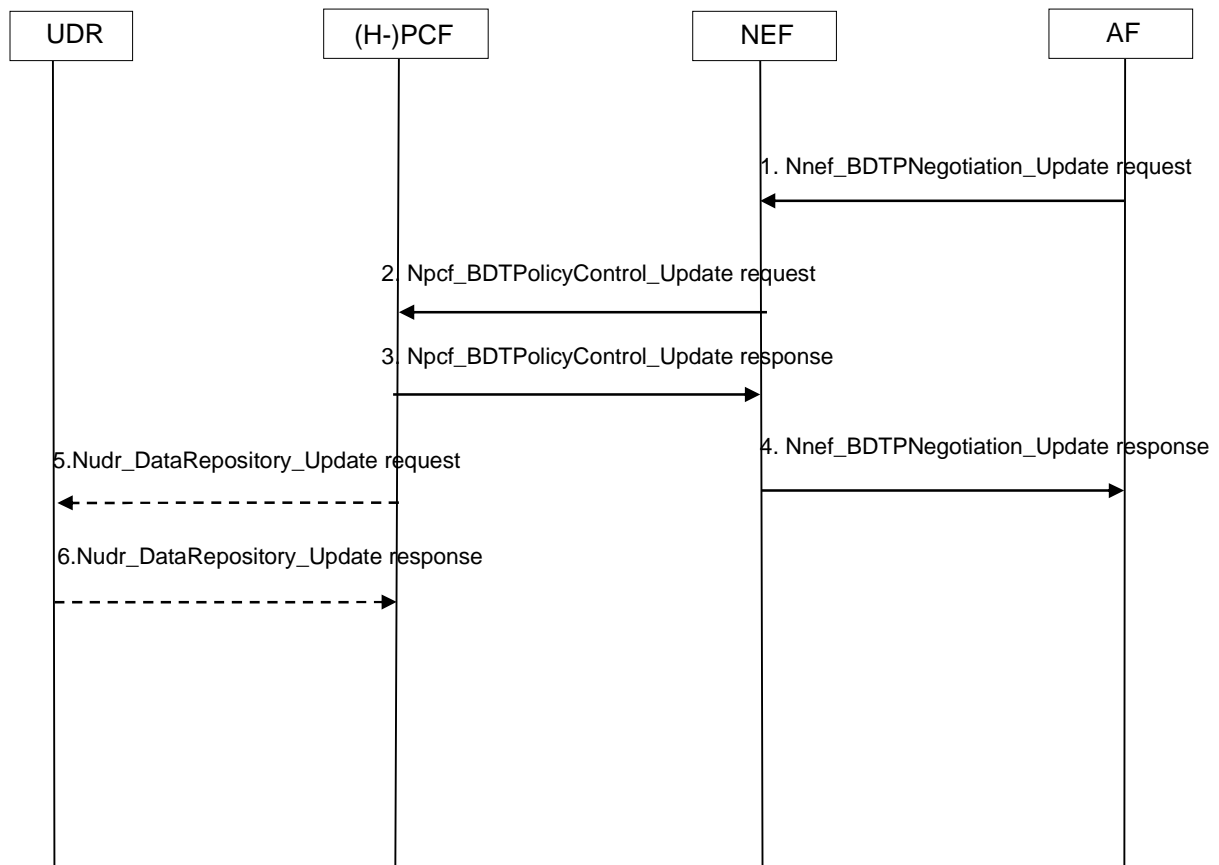 UDR
(H-)PCF
NEF
AF
1. Nnef_BDTPNegotiation_Update request
2. Npcf_BDTPolicyControl_Update request
3. Npcf_BDTPolicyControl_Update response
4. Nnef_BDTPNegotiation_Update response
5.Nudr_DataRepository_Update request
6.Nudr_DataRepository_Update response